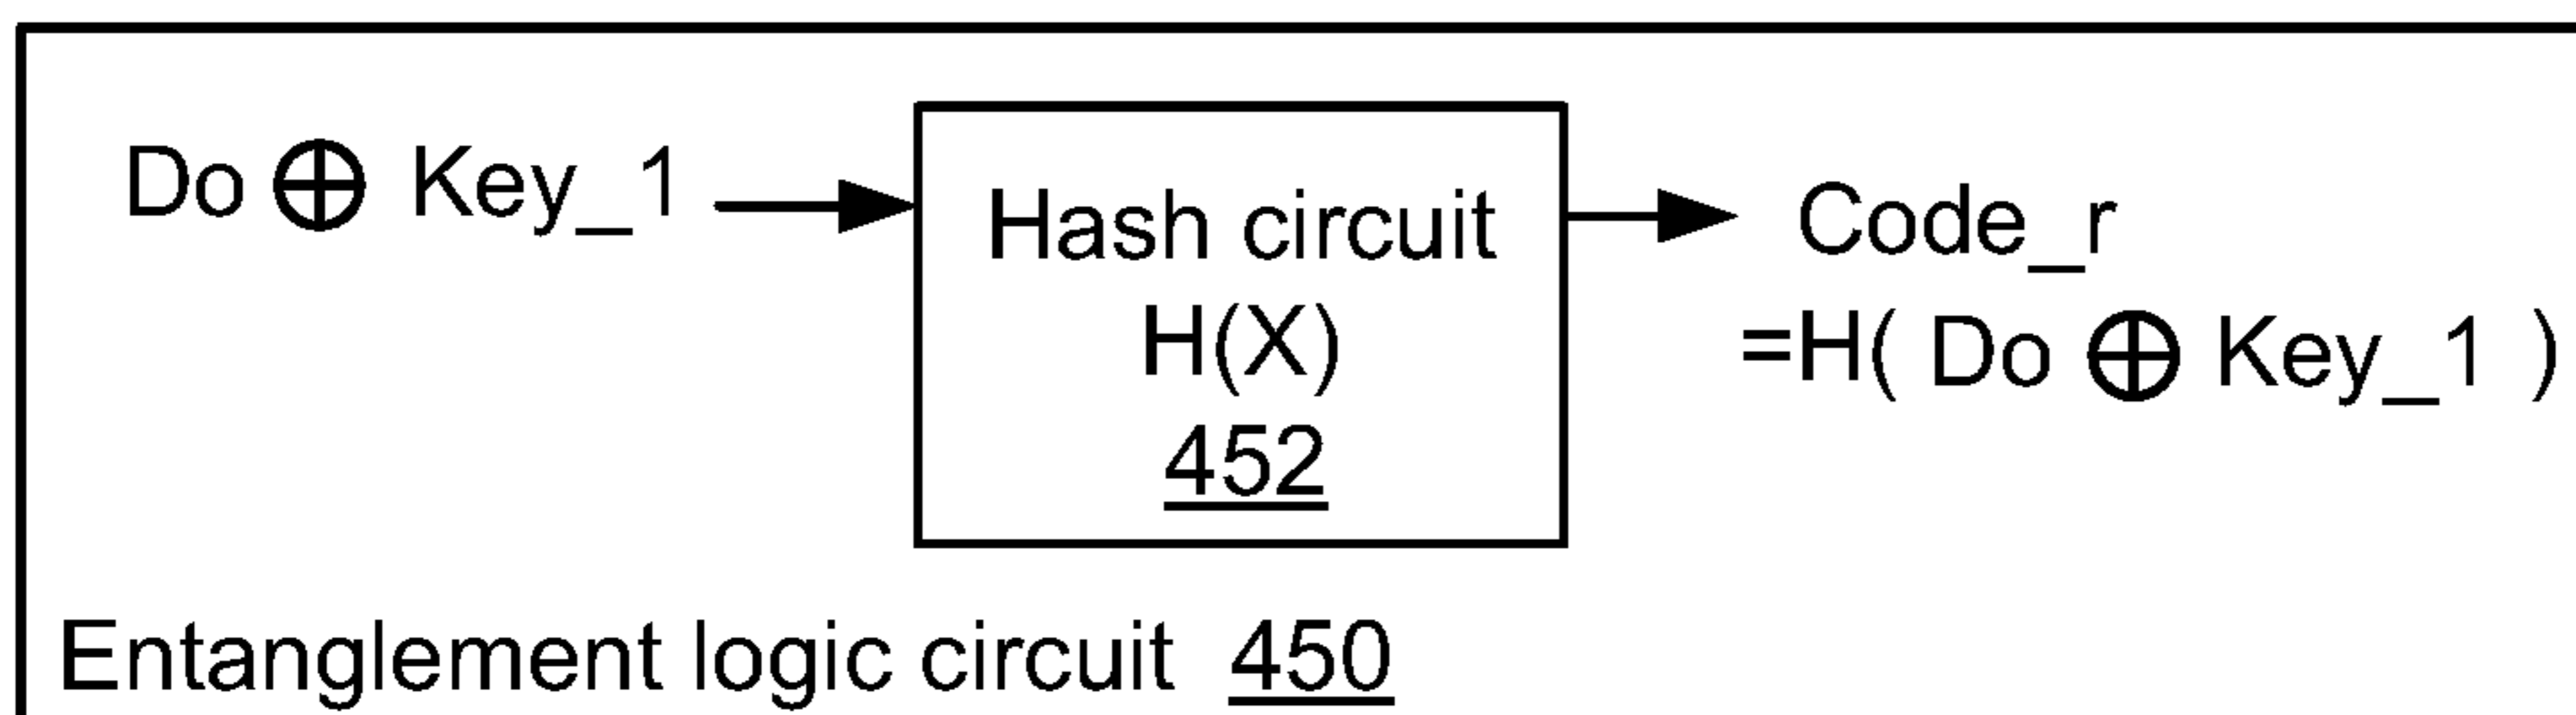 Do ⊕ Key_1
Hash circuit
H(X)
452
Code_r
=H( Do ⊕ Key_1 )
Entanglement logic circuit 450